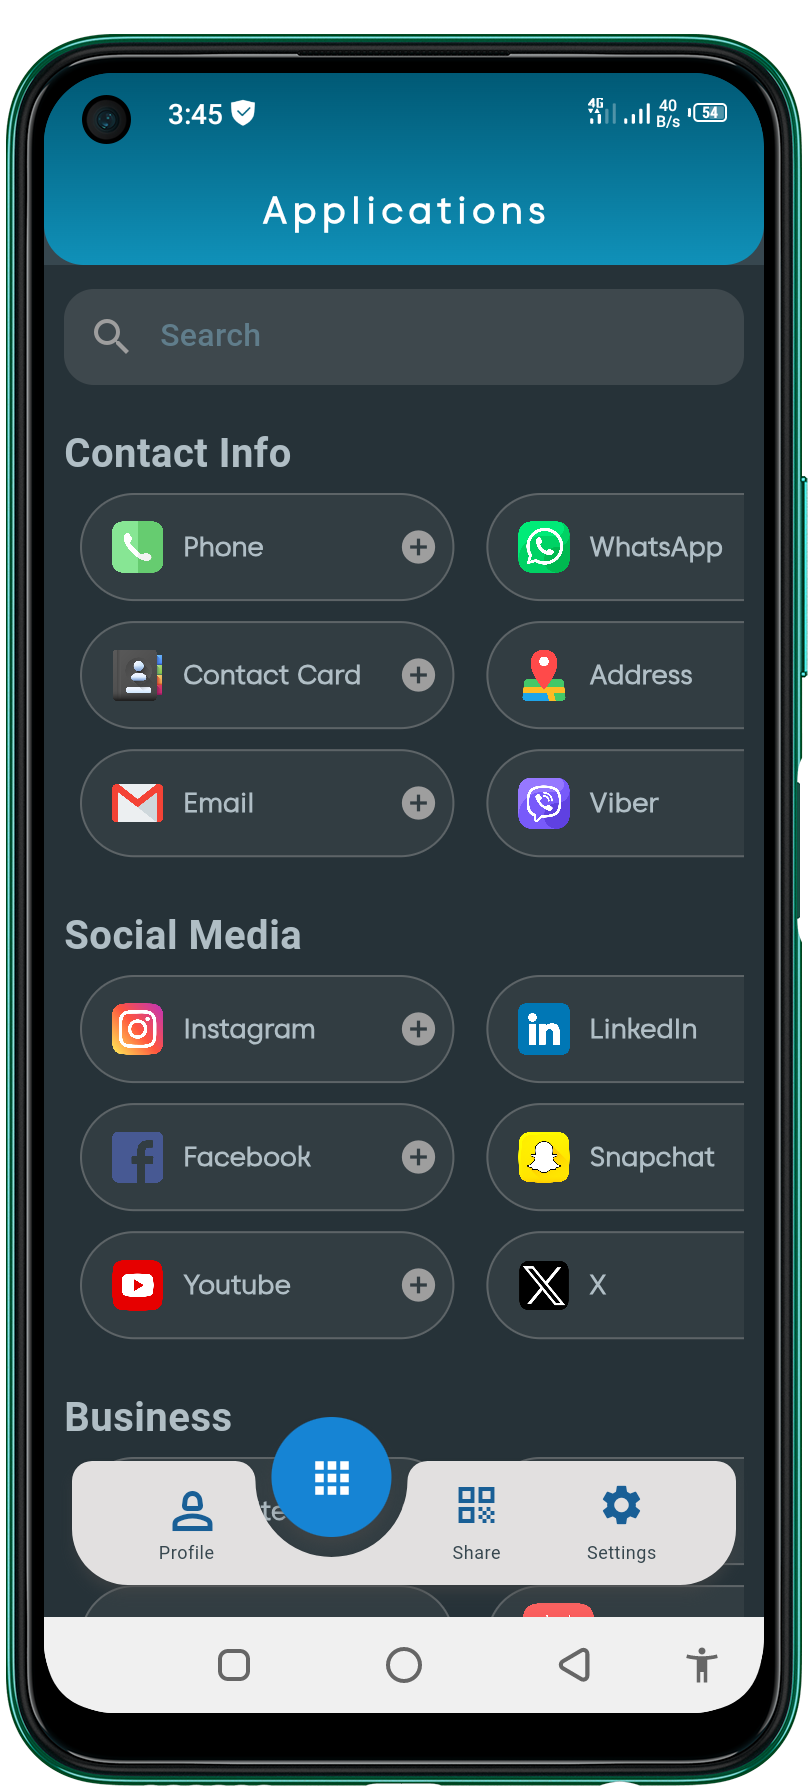 3:45 4G 40 B/s 54
Applications
Search
Contact Info
Phone WhatsApp
Contact Card Address
Email Viber
Social Media
Instagram LinkedIn
Facebook Snapchat
Youtube X
Business
te
Profile Share Settings